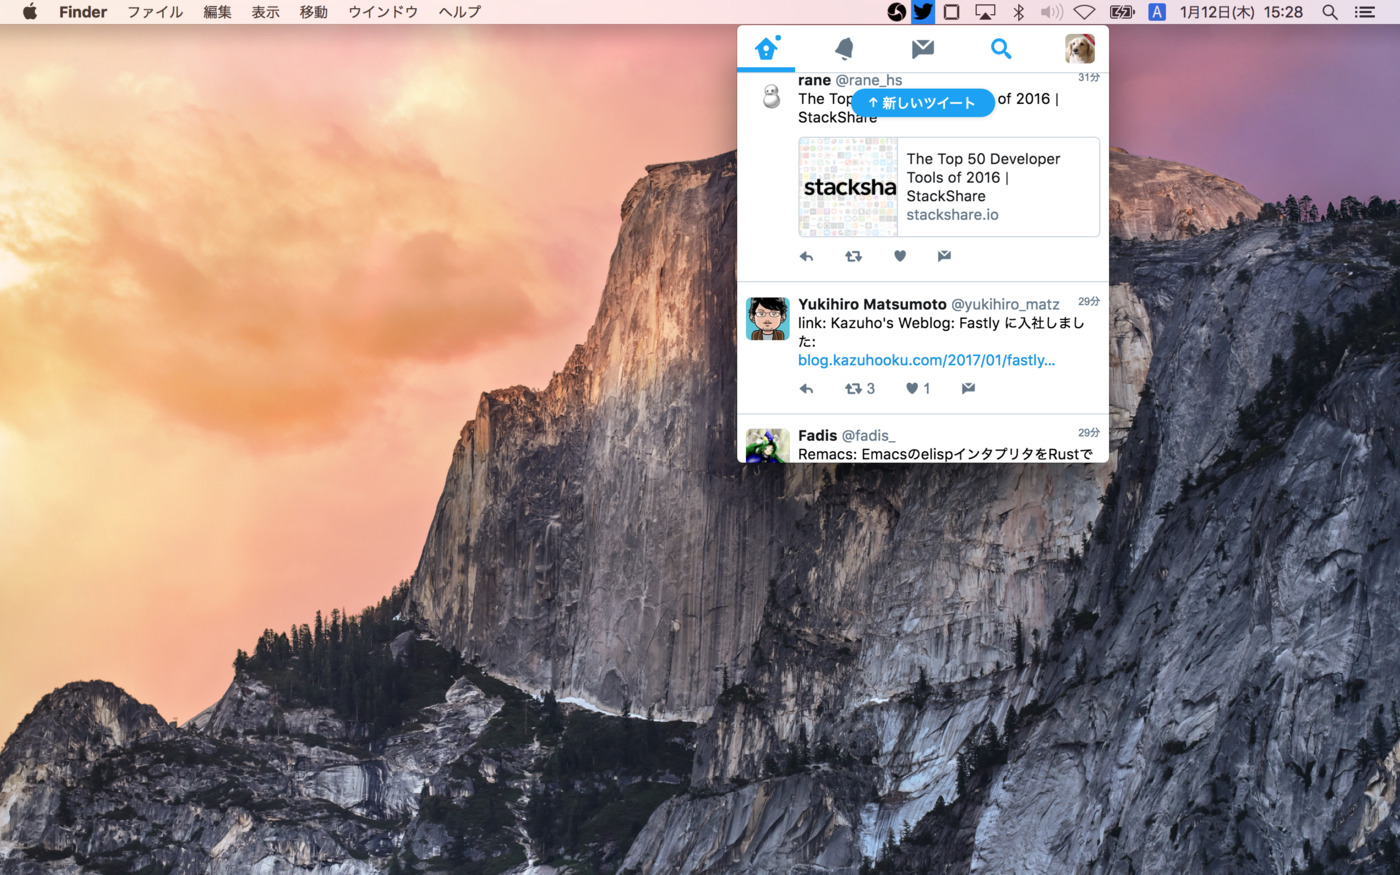 Finder ファイル 編集 表示 移動 ウインドウ ヘルプ A 1月12日(木) 15:28
rane @rane_hs 31分
The Top of 2016 |
↑ 新しいツイート
StackShare
The Top 50 Developer
Tools of 2016 |
StackShare
stackshare.io
stacksha
Yukihiro Matsumoto @yukihiro_matz 29分
link: Kazuho's Weblog: Fastly に入社しまし
た:
blog.kazuhooku.com/2017/01/fastly...
3 1
Fadis @fadis_ 29分
Remacs: EmacsのelispインタプリタをRustで